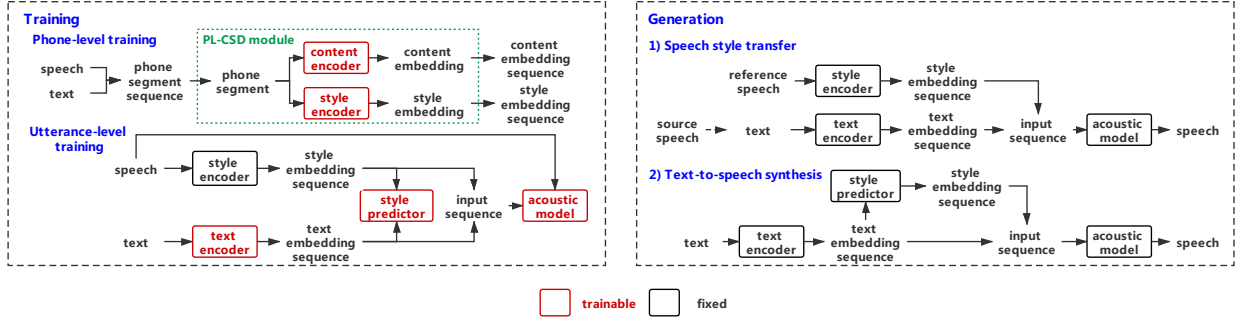 Training
Phone-level training
speech
text
phone
segment
sequence
PL-CSD module
phone
segment
content
encoder
content
embedding
content
embedding
sequence
style
encoder
style
embedding
style
embedding
sequence
Utterance-level
training
speech
style
encoder
style
embedding
sequence
style
predictor
input
sequence
acoustic
model
text
text
encoder
text
embedding
sequence
Generation
1) Speech style transfer
reference
speech
style
encoder
style
embedding
sequence
source
speech
text
text
encoder
text
embedding
sequence
input
sequence
acoustic
model
speech
2) Text-to-speech synthesis
style
predictor
style
embedding
sequence
text
text
encoder
text
embedding
sequence
input
sequence
acoustic
model
speech
trainable
fixed